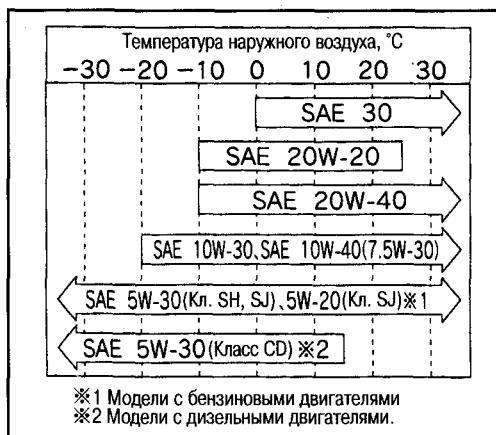 Температура наружного воздуха, °C
−30 −20 −10 0 10 20 30
SAE 30
SAE 20W-20
SAE 20W-40
SAE 10W-30、SAE 10W-40(7.5W-30)
SAE 5W-30(Кл. SH, SJ)、5W-20(Кл. SJ)※1
SAE 5W-30(Класс CD)※2
※1 Модели с бензиновыми двигателями
※2 Модели с дизельными двигателями.